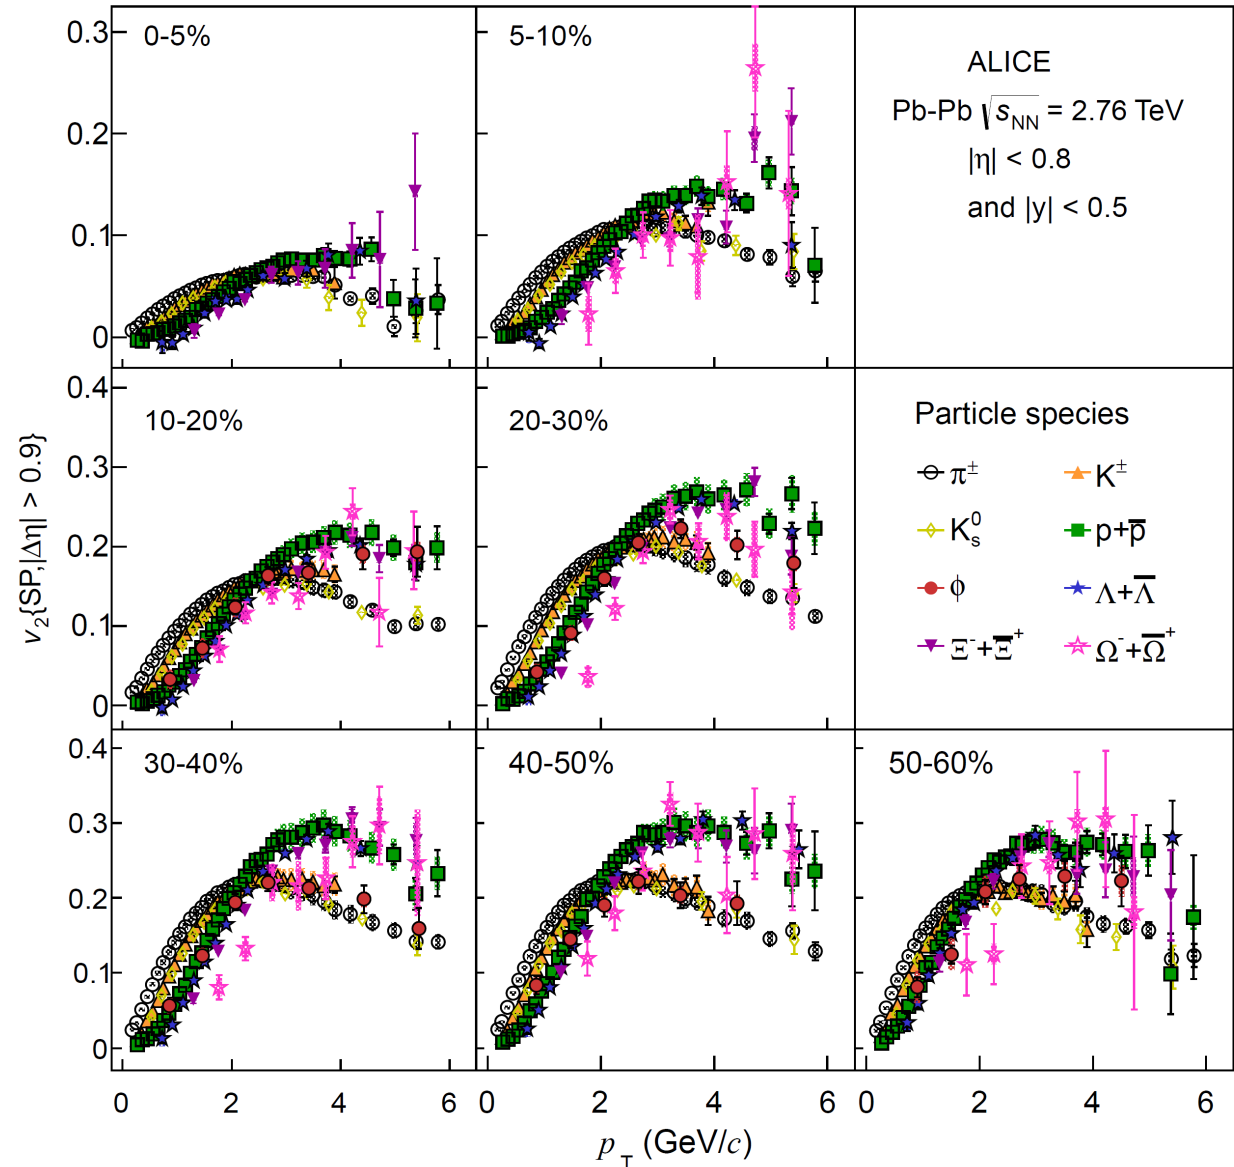 0-5%
5-10%
ALICE
Pb-Pb √s_NN = 2.76 TeV
|η| < 0.8
and |y| < 0.5
0.3
0.2
0.1
0
10-20%
20-30%
Particle species
π±
K±
K⁰ₛ
p+p̅
ϕ
Λ+Λ̅
Ξ⁻+Ξ̅⁺
Ω⁻+Ω̅⁺
0.4
0.3
0.2
0.1
0
v₂{SP,|Δη| > 0.9}
30-40%
40-50%
50-60%
0.4
0.3
0.2
0.1
0
0 2 4 6
0 2 4 6
0 2 4 6
p_T (GeV/c)